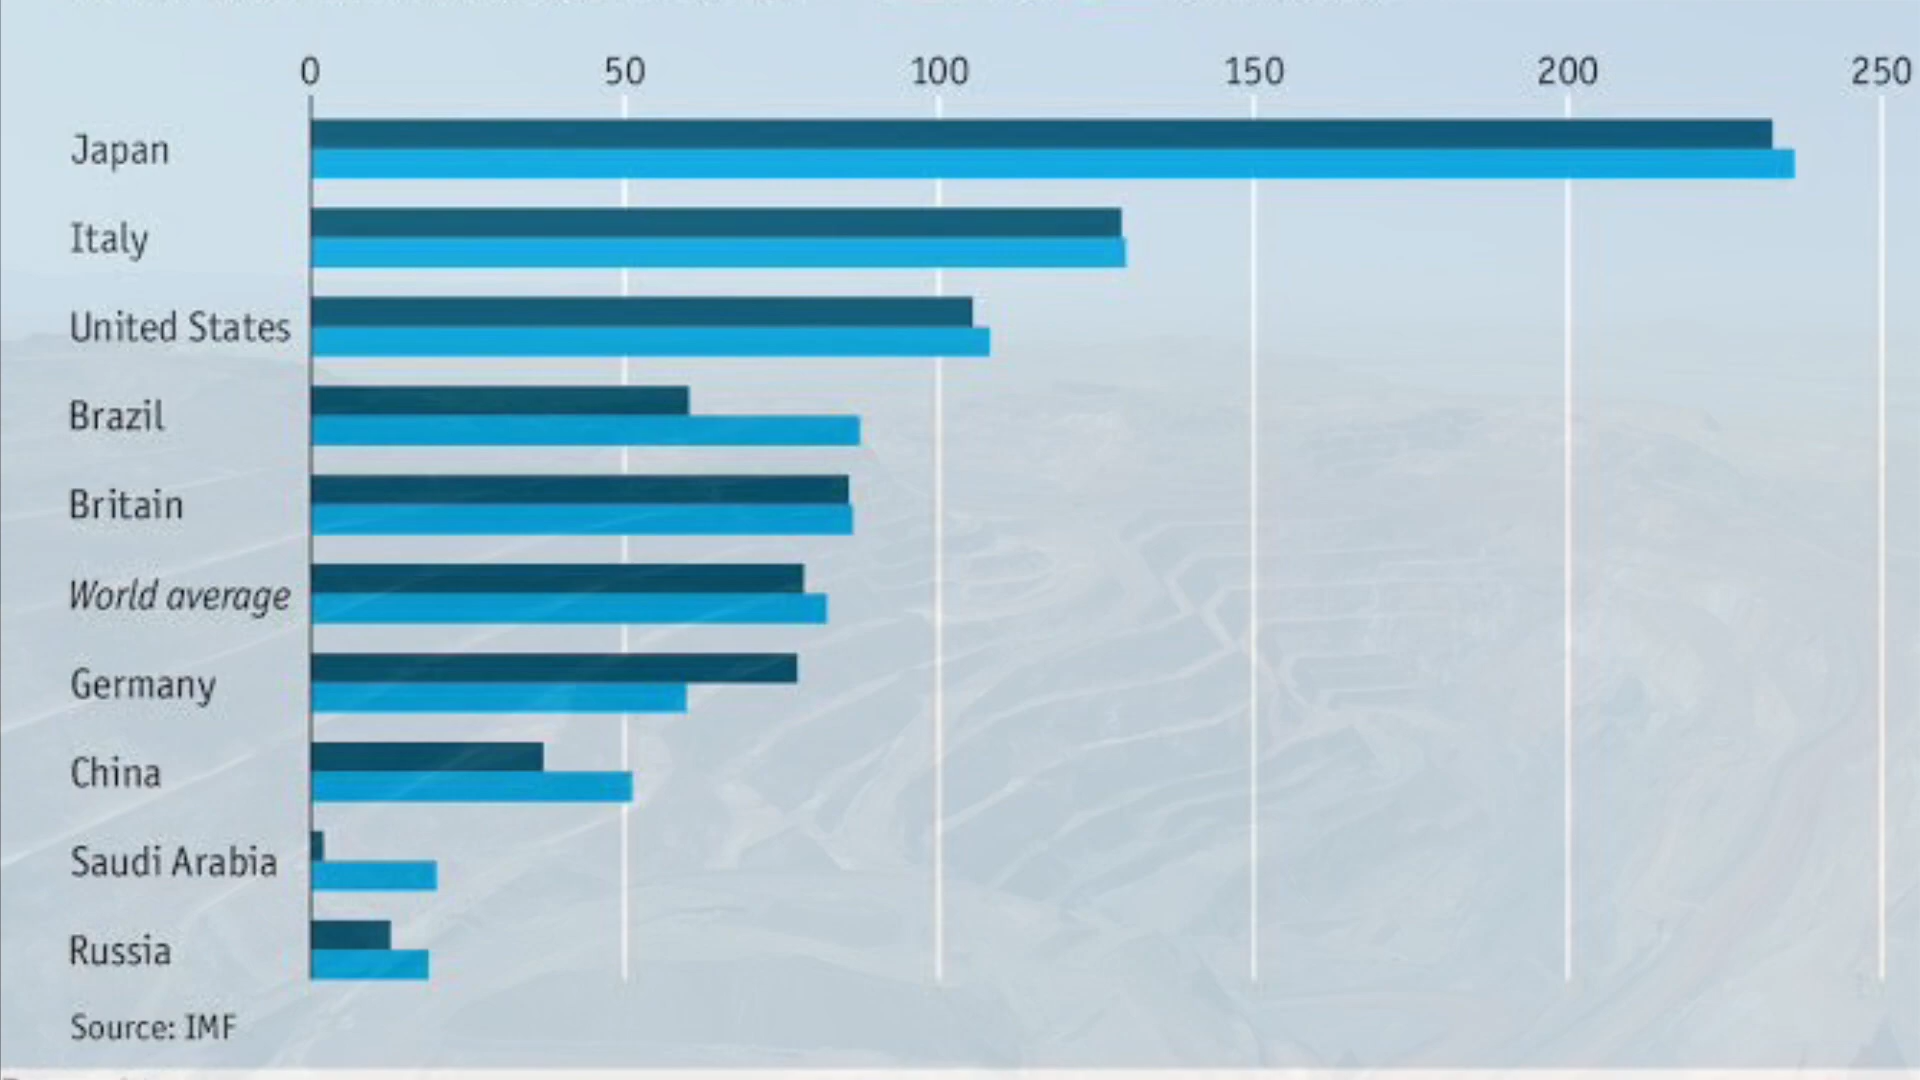 0 50 100 150 200 250
Japan
Italy
United States
Brazil
Britain
World average
Germany
China
Saudi Arabia
Russia
Source: IMF